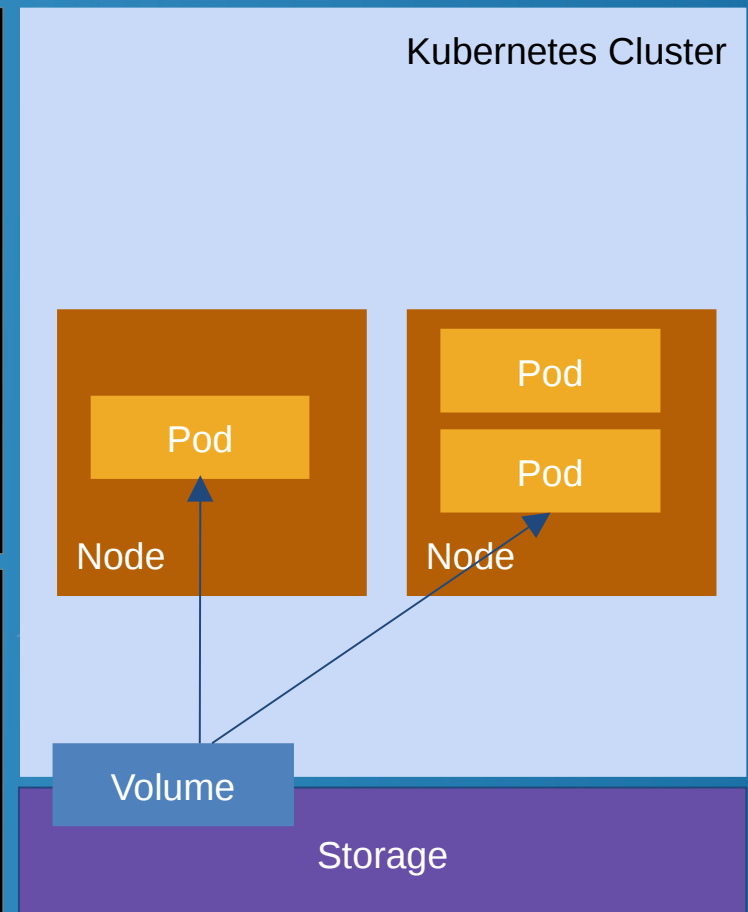 Kubernetes Cluster
Pod
Node
Pod
Pod
Node
Volume
Storage